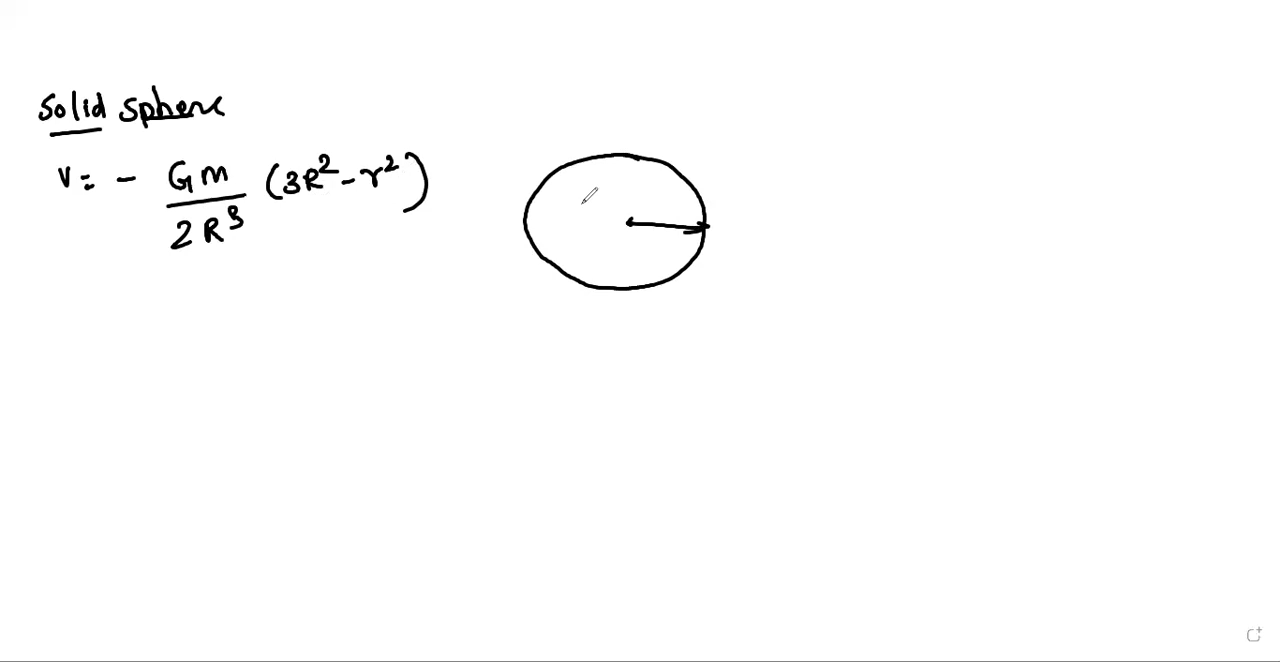 Solid sphere
V = - GM/2R³ (3R² - r²)